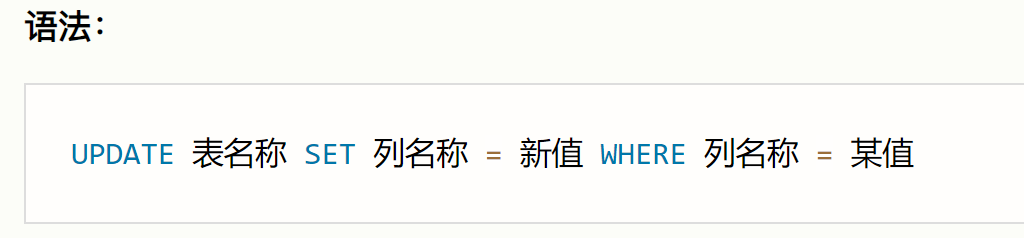 语法：
UPDATE 表名称 SET 列名称 = 新值 WHERE 列名称 = 某值